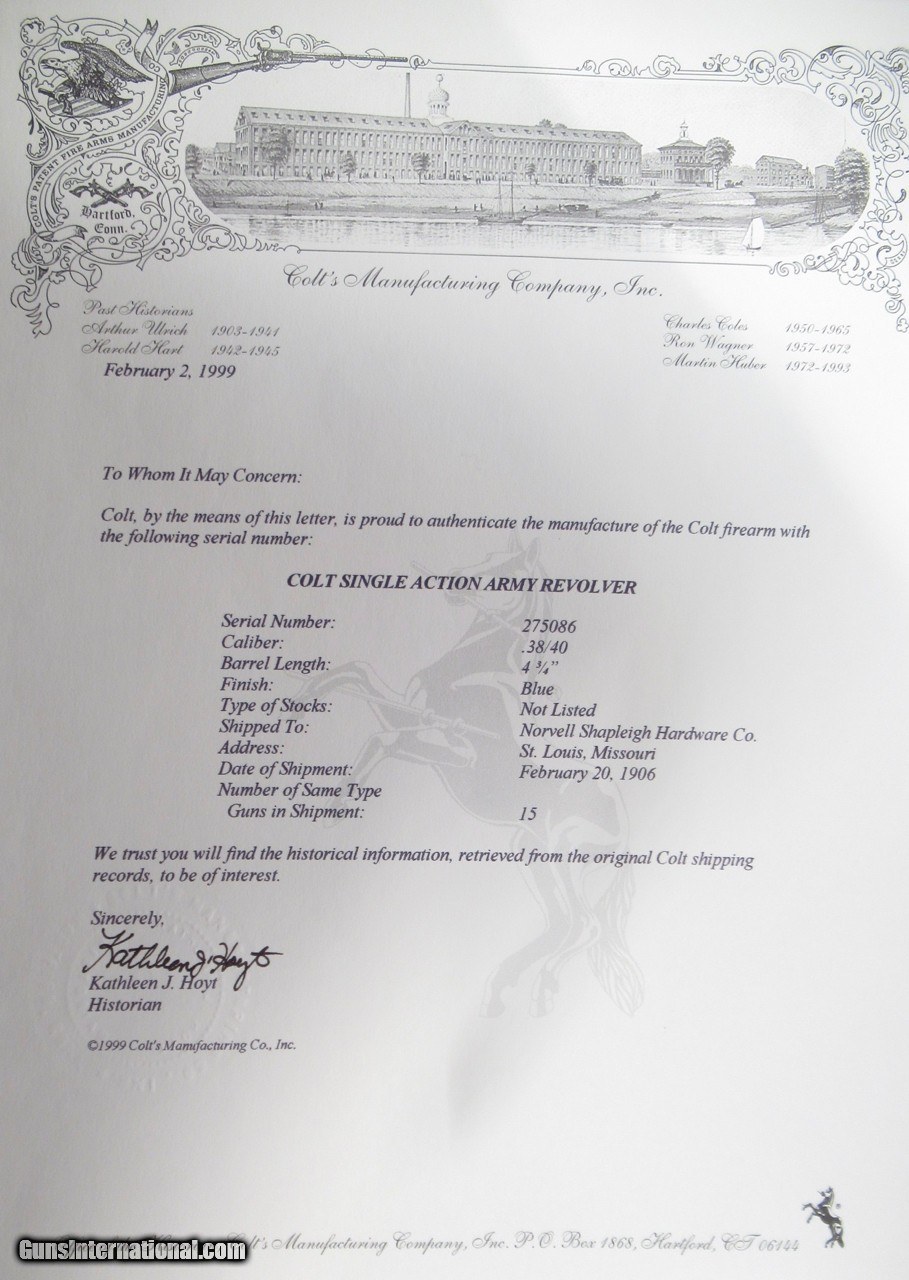 COLT'S PATENT FIRE ARMS MANUFACTURING
Hartford,
Conn.
Colt's Manufacturing Company, Inc.
Past Historians
Arthur Ulrich 1903-1941
Harold Hart 1942-1945
Charles Coles 1950-1965
Ron Wagner 1957-1972
Martin Huber 1972-1993
February 2, 1999
To Whom It May Concern:
Colt, by the means of this letter, is proud to authenticate the manufacture of the Colt firearm with
the following serial number:
COLT SINGLE ACTION ARMY REVOLVER
Serial Number: 275086
Caliber: .38/40
Barrel Length: 4 ¾”
Finish: Blue
Type of Stocks: Not Listed
Shipped To: Norvell Shapleigh Hardware Co.
Address: St. Louis, Missouri
Date of Shipment: February 20, 1906
Number of Same Type
Guns in Shipment: 15
We trust you will find the historical information, retrieved from the original Colt shipping
records, to be of interest.
Sincerely,
Kathleen J. Hoyt
Kathleen J. Hoyt
Historian
©1999 Colt's Manufacturing Co., Inc.
Colt's Manufacturing Company, Inc. P.O. Box 1868, Hartford, CT 06144
GunsInternational.com